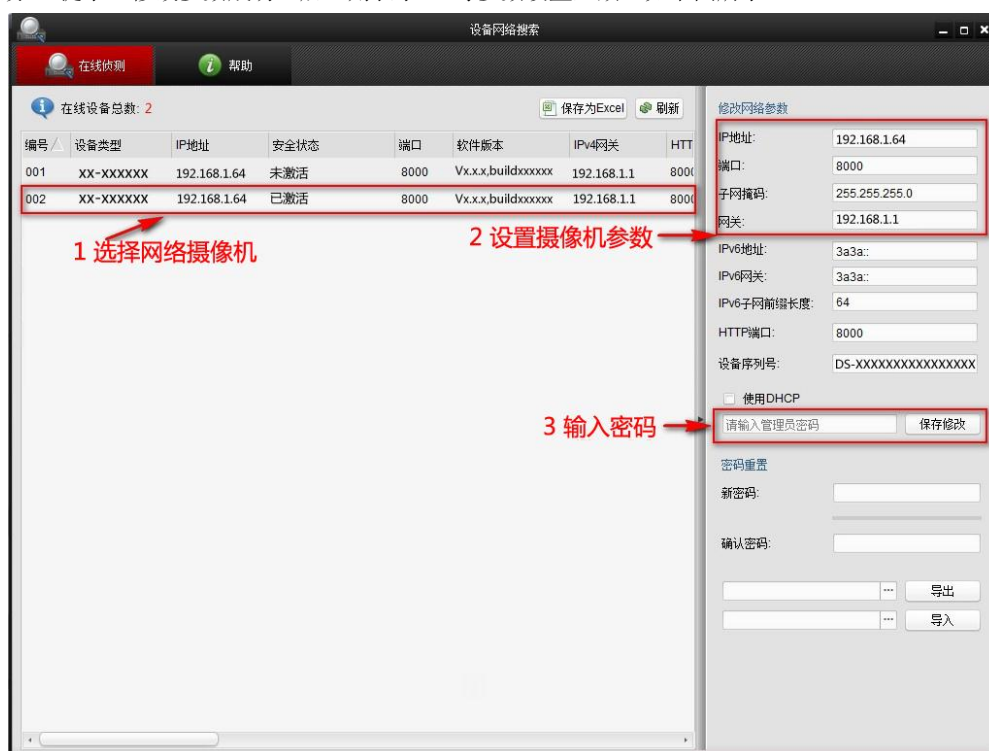 设备网络搜索
在线侦测
帮助
在线设备总数: 2
保存为Excel
刷新
编号 设备类型 IP地址 安全状态 端口 软件版本 IPv4网关 HTT
001 XX-XXXXXX 192.168.1.64 未激活 8000 Vx.x.x,buildxxxxxx 192.168.1.1 800
002 XX-XXXXXX 192.168.1.64 已激活 8000 Vx.x.x,buildxxxxxx 192.168.1.1 800
1 选择网络摄像机
2 设置摄像机参数
3 输入密码
修改网络参数
IP地址: 192.168.1.64
端口: 8000
子网掩码: 255.255.255.0
网关: 192.168.1.1
IPv6地址: 3a3a::
IPv6网关: 3a3a::
IPv6子网前缀长度: 64
HTTP端口: 8000
设备序列号: DS-XXXXXXXXXXXXXXXX
使用DHCP
请输入管理员密码 保存修改
密码重置
新密码:
确认密码:
... 导出
... 导入